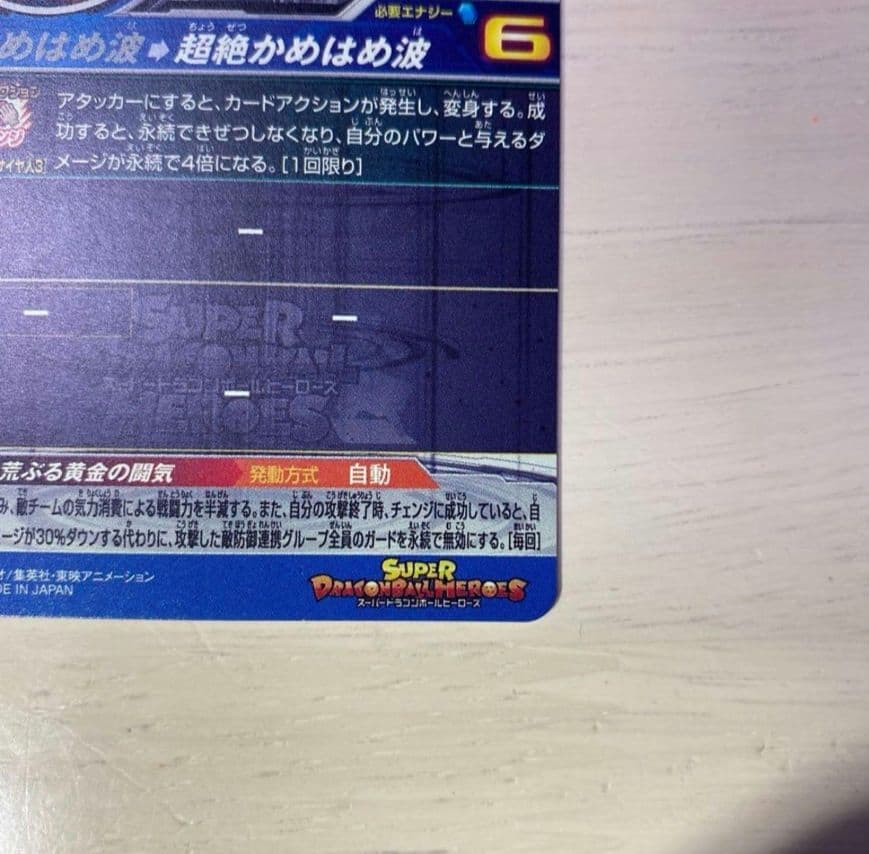 必要エナジー
6
めはめ波➡超絶かめはめ波
アタッカーにすると、カードアクションが発生し、変身する。成
功すると、永続できぜつしなくなり、自分のパワーと与えるダ
サイヤ人3
メージが永続で4倍になる。[1回限り]
ー
ー ー
ー
SUPER
DRAGONBALL
スーパードラゴンボールヒーローズ
HEROES
荒ぶる黄金の闘気 発動方式 自動
み、敵チームの気力消費による戦闘力を半減する。また、自分の攻撃終了時、チェンジに成功していると、自
ージが30%ダウンする代わりに、攻撃した敵防御連携グループ全員のガードを永続で無効にする。[毎回]
/集英社・東映アニメーション
DE IN JAPAN
SUPER
DRAGONBALL HEROES
スーパードラゴンボールヒーローズ